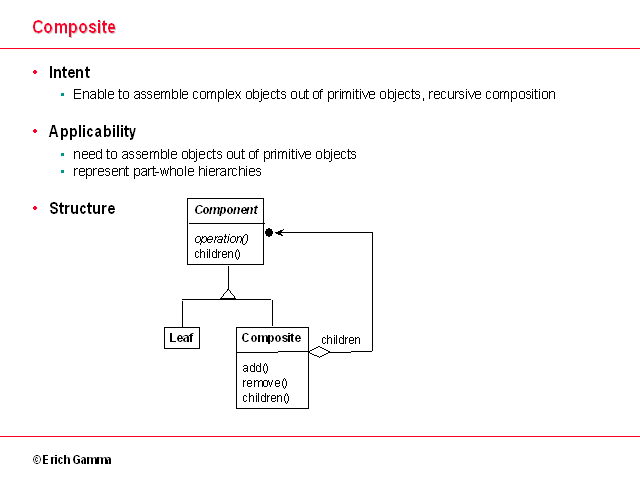 Composite
• Intent
• Enable to assemble complex objects out of primitive objects, recursive composition
• Applicability
• need to assemble objects out of primitive objects
• represent part-whole hierarchies
• Structure
Component
operation()
children()
Leaf
Composite
children
add()
remove()
children()
© Erich Gamma